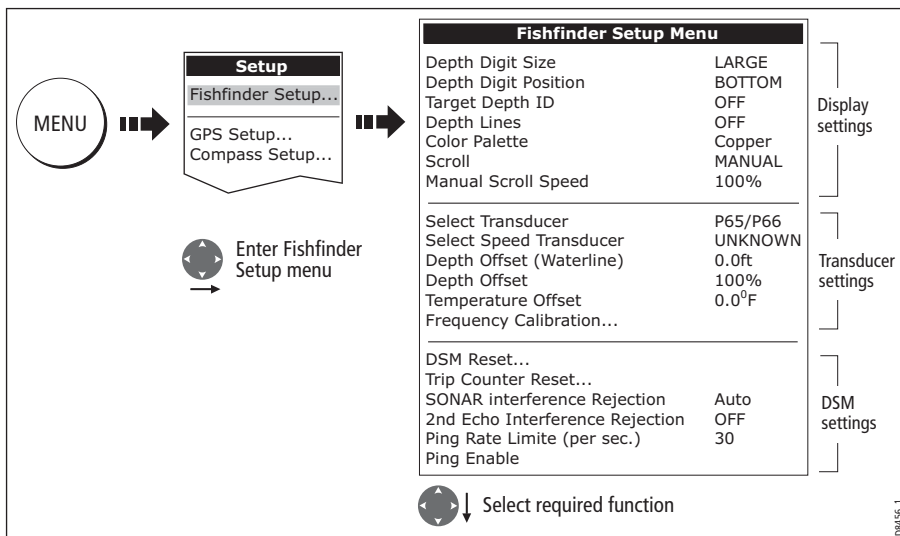 MENU
Setup
Fishfinder Setup...
GPS Setup...
Compass Setup...
Enter Fishfinder
Setup menu
Fishfinder Setup Menu
Depth Digit Size LARGE
Depth Digit Position BOTTOM
Target Depth ID OFF
Depth Lines OFF
Color Palette Copper
Scroll MANUAL
Manual Scroll Speed 100%
Display
settings
Select Transducer P65/P66
Select Speed Transducer UNKNOWN
Depth Offset (Waterline) 0.0ft
Depth Offset 100%
Temperature Offset 0.0⁰F
Frequency Calibration...
Transducer
settings
DSM Reset...
Trip Counter Reset...
SONAR interference Rejection Auto
2nd Echo Interference Rejection OFF
Ping Rate Limite (per sec.) 30
Ping Enable
DSM
settings
Select required function
D8456_1